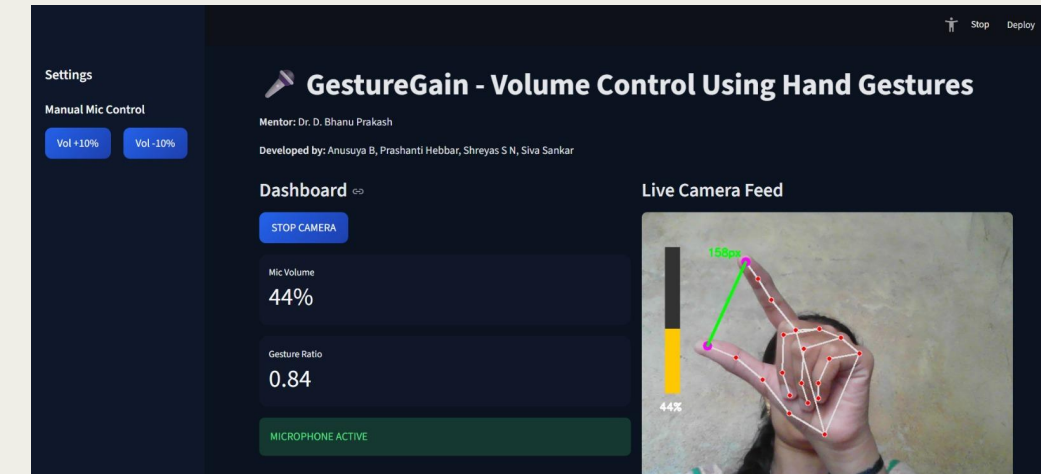 Stop Deploy
Settings
Manual Mic Control
Vol +10% Vol -10%
GestureGain - Volume Control Using Hand Gestures
Mentor: Dr. D. Bhanu Prakash
Developed by: Anusuya B, Prashanti Hebbar, Shreyas S N, Siva Sankar
Dashboard
STOP CAMERA
Mic Volume
44%
Gesture Ratio
0.84
MICROPHONE ACTIVE
Live Camera Feed
158px
44%